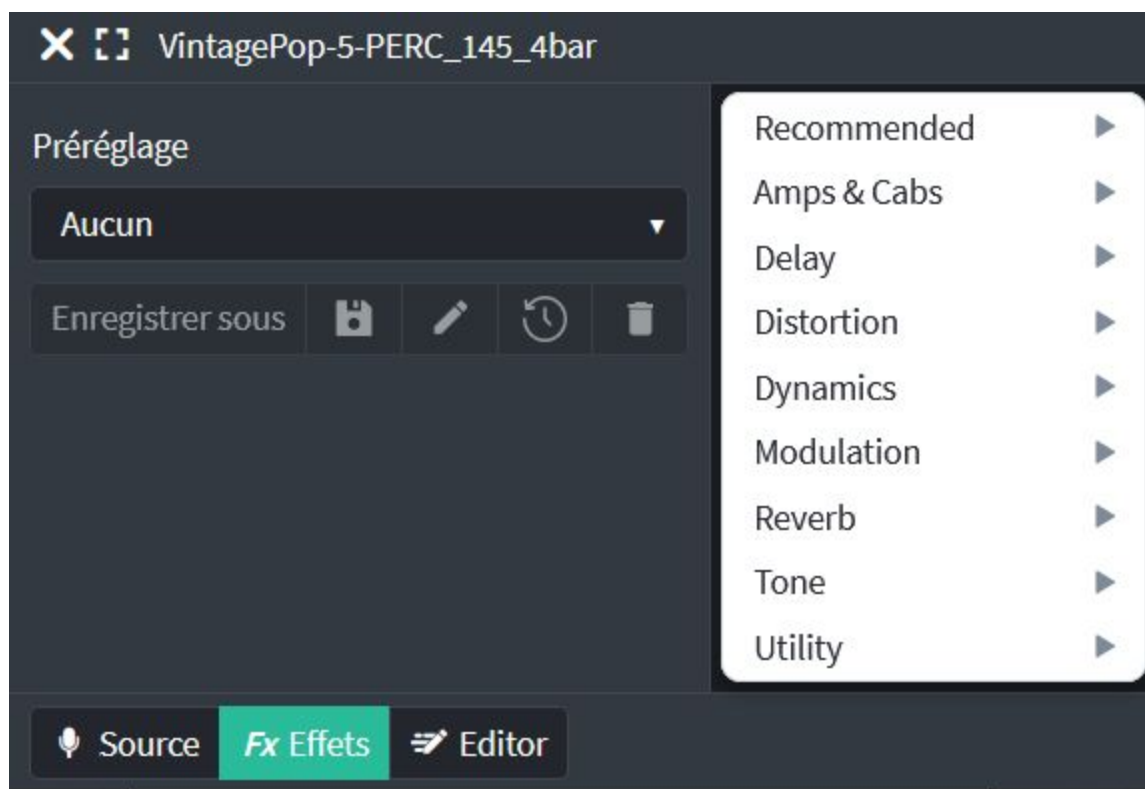 VintagePop-5-PERC_145_4bar
Préréglage
Aucun
Enregistrer sous
Recommended
Amps & Cabs
Delay
Distortion
Dynamics
Modulation
Reverb
Tone
Utility
Source
Fx Effets
Editor